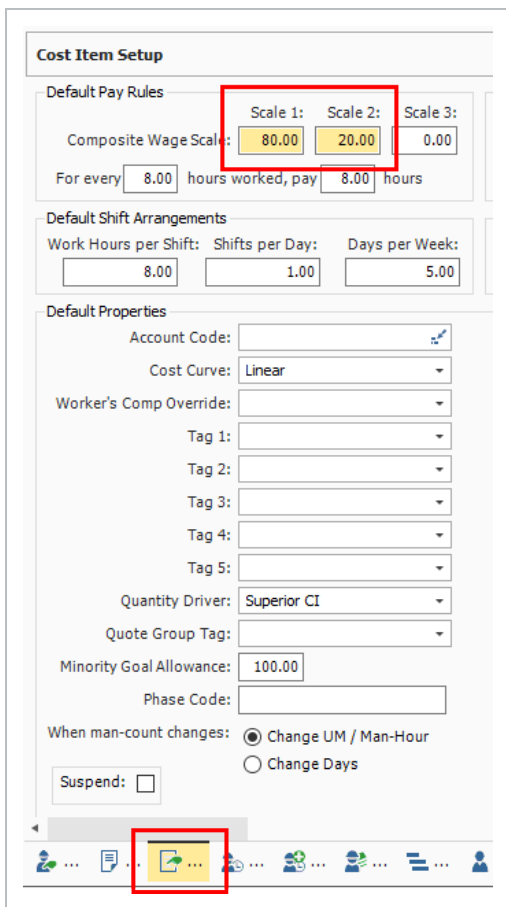 Cost Item Setup
Default Pay Rules
Scale 1: Scale 2: Scale 3:
Composite Wage Scale: 80.00 20.00 0.00
For every 8.00 hours worked, pay 8.00 hours
Default Shift Arrangements
Work Hours per Shift: Shifts per Day: Days per Week:
8.00 1.00 5.00
Default Properties
Account Code:
Cost Curve: Linear
Worker's Comp Override:
Tag 1:
Tag 2:
Tag 3:
Tag 4:
Tag 5:
Quantity Driver: Superior CI
Quote Group Tag:
Minority Goal Allowance: 100.00
Phase Code:
When man-count changes: Change UM / Man-Hour
Change Days
Suspend:
... ... ... ... ... ... ...